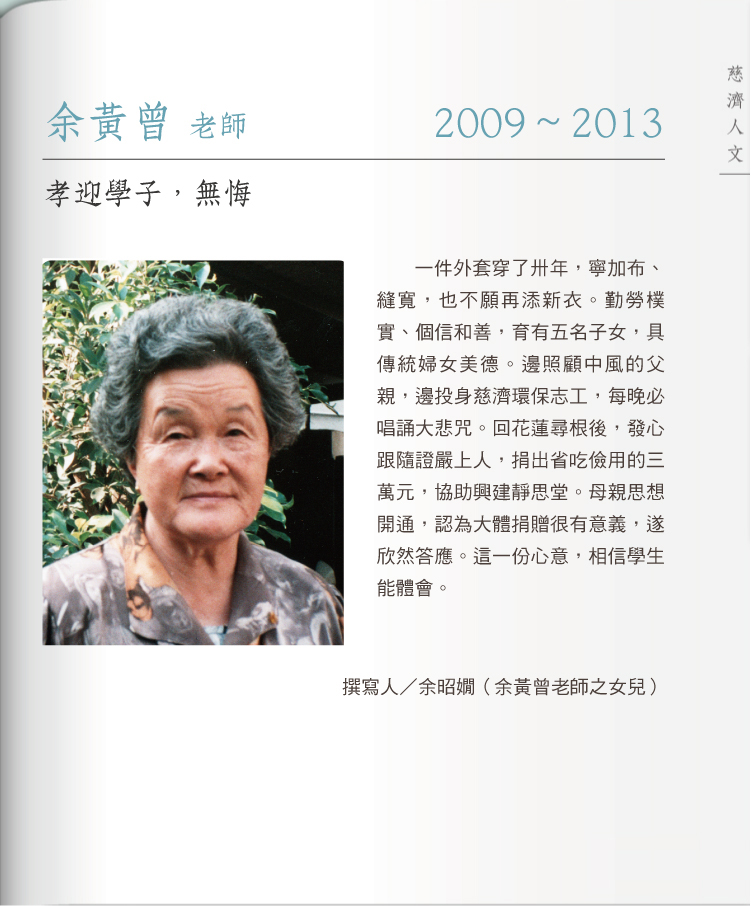 余黃曾 老師
2009～2013
慈濟人文
孝迎學子，無悔
一件外套穿了卅年，寧加布、
縫寬，也不願再添新衣。勤勞樸
實、個信和善，育有五名子女，具
傳統婦女美德。邊照顧中風的父
親，邊投身慈濟環保志工，每晚必
唱誦大悲咒。回花蓮尋根後，發心
跟隨證嚴上人，捐出省吃儉用的三
萬元，協助興建靜思堂。母親思想
開通，認為大體捐贈很有意義，遂
欣然答應。這一份心意，相信學生
能體會。
撰寫人／余昭嫺（余黃曾老師之女兒）